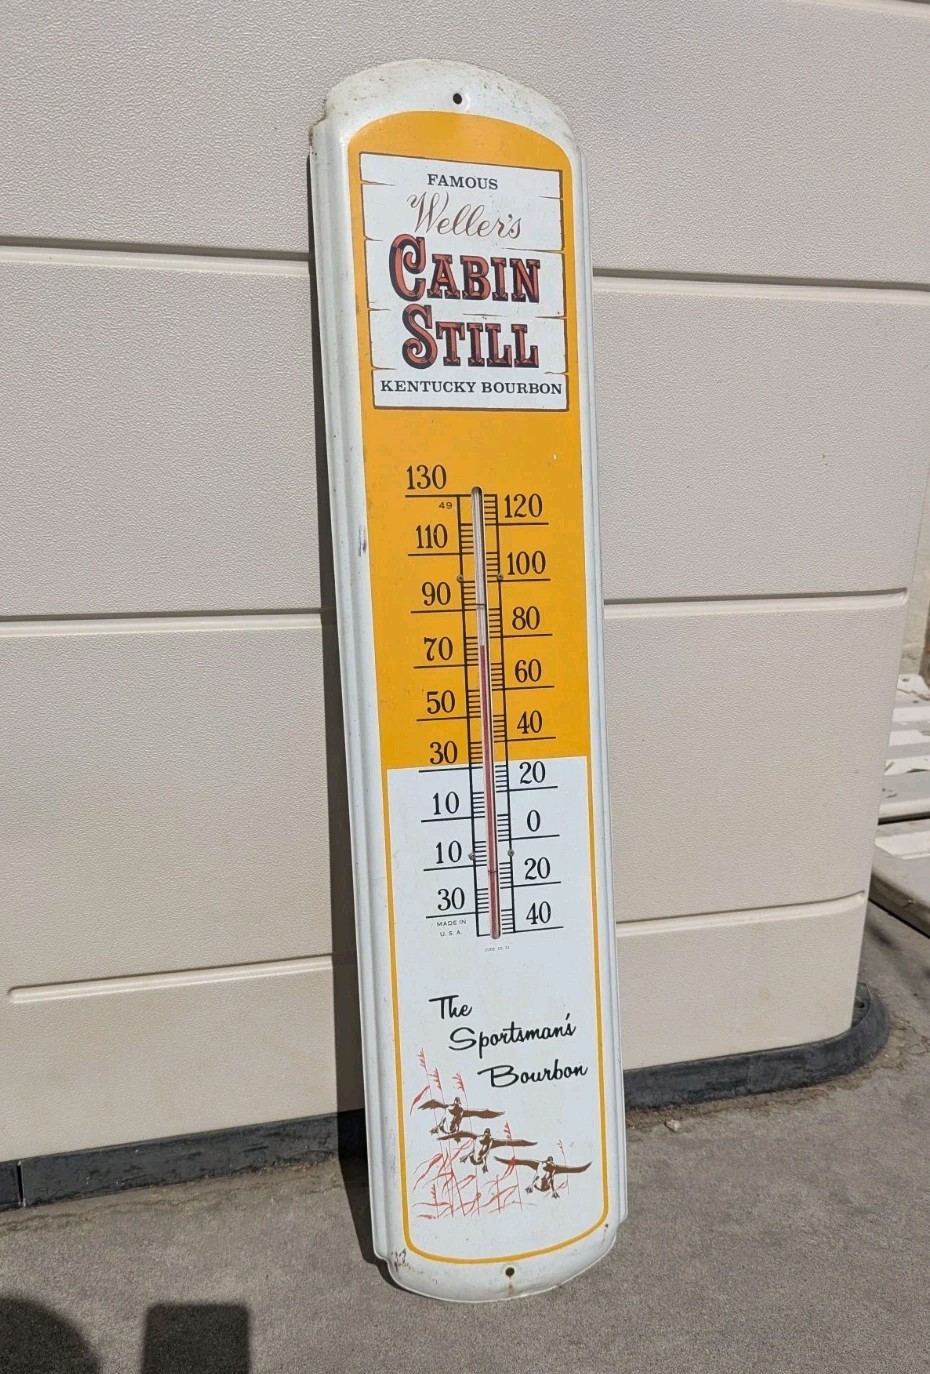 FAMOUS
Weller's
CABIN
STILL
KENTUCKY BOURBON
130
49
120
110
100
90
80
70
60
50
40
30
20
10
0
10
20
30
40
MADE IN
U.S.A.
The
Sportsman's
Bourbon